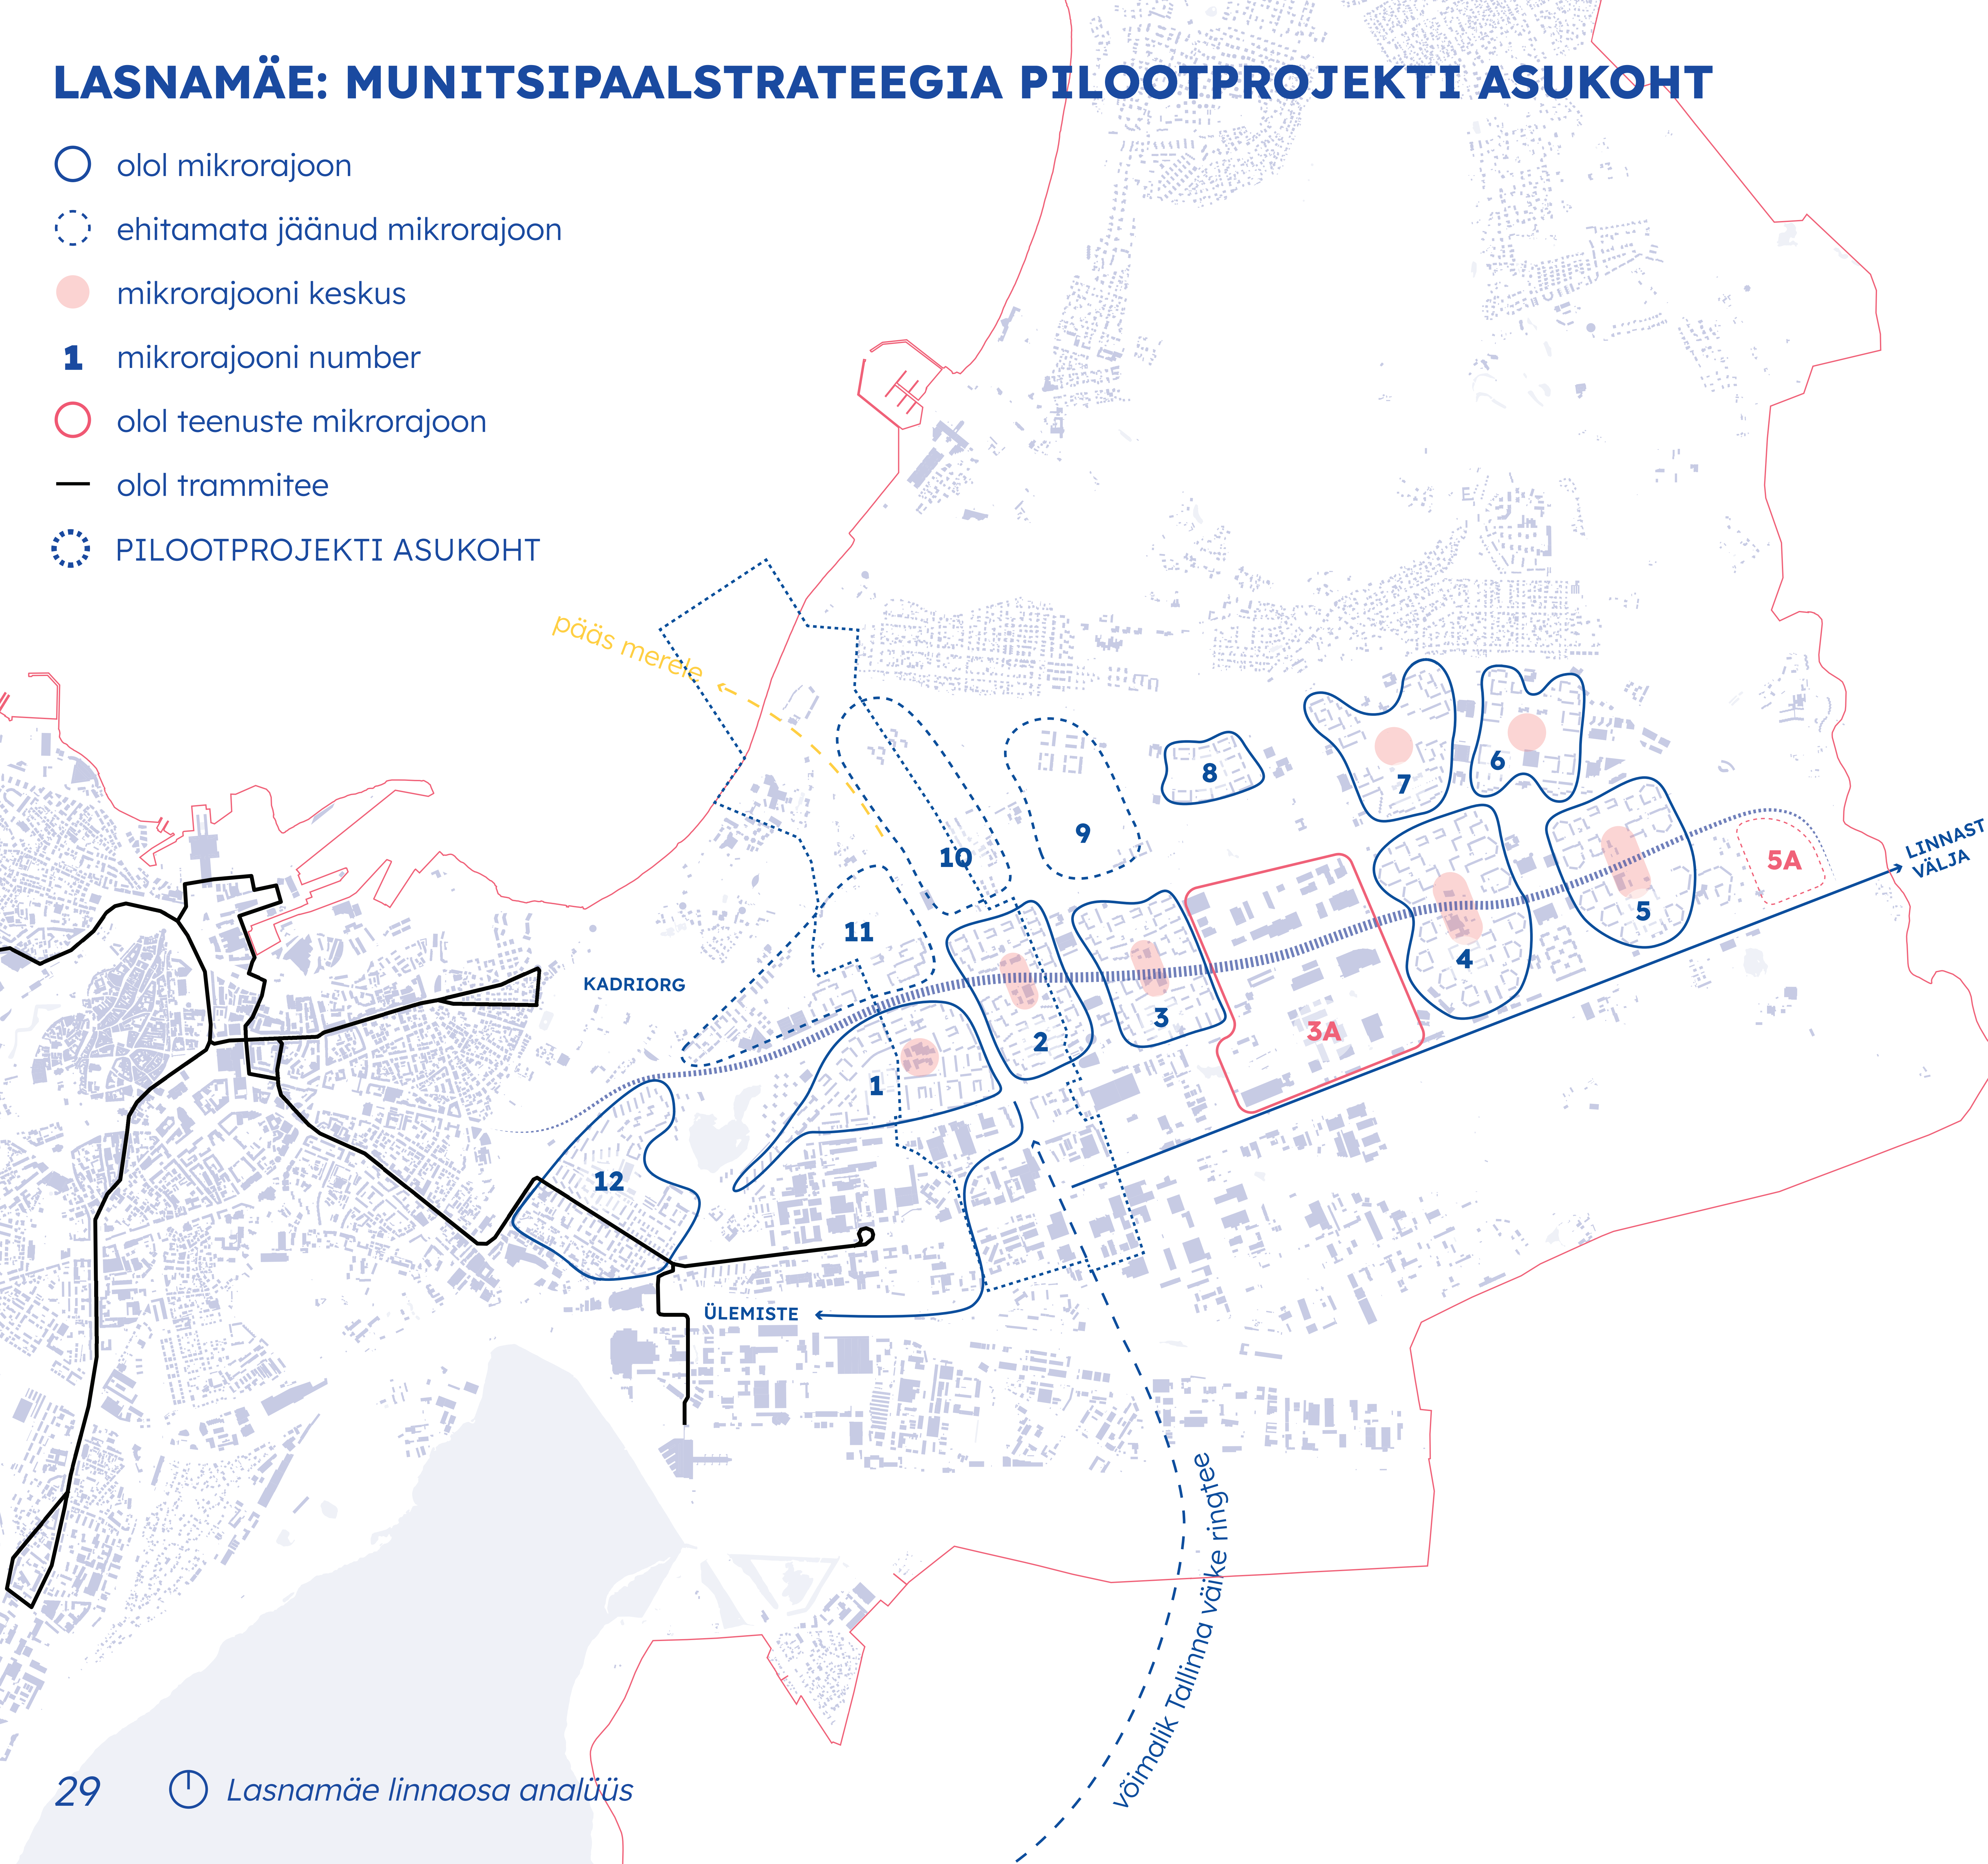 LASNAMÄE: MUNITSIPAALSTRATEEGIA PILOOTPROJEKTI ASUKOHT
olol mikrorajoon
ehitamata jäänud mikrorajoon
mikrorajooni keskus
1 mikrorajooni number
olol teenuste mikrorajoon
olol trammitee
PILOOTPROJEKTI ASUKOHT
pääs merele
7
6
8
9
10
5A
LINNAST
VÄLJA
5
11
4
KADRIORG
3
3A
2
1
12
ÜLEMISTE
võimalik Tallinna väike ringtee
29 Lasnamäe linnaosa analüüs